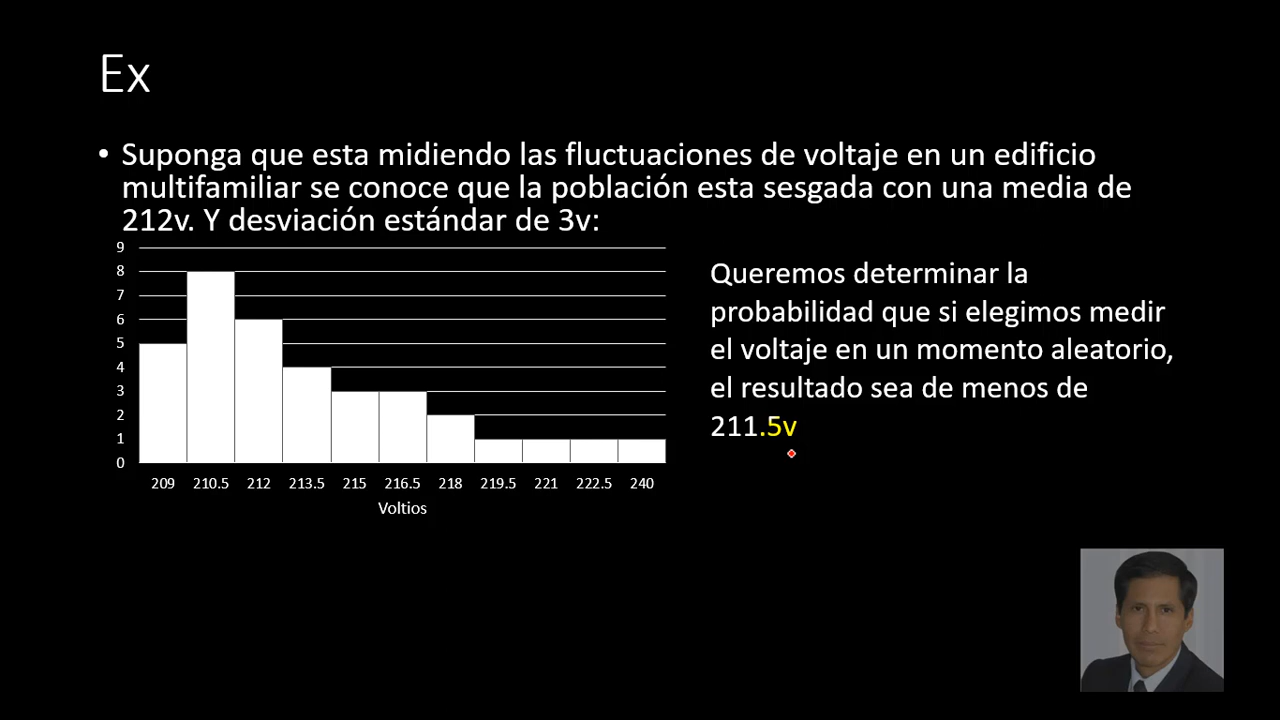 Ex
• Suponga que esta midiendo las fluctuaciones de voltaje en un edificio
multifamiliar se conoce que la población esta sesgada con una media de
212v. Y desviación estándar de 3v:
9
8
7
6
5
4
3
2
1
0
209 210.5 212 213.5 215 216.5 218 219.5 221 222.5 240
Voltios
Queremos determinar la
probabilidad que si elegimos medir
el voltaje en un momento aleatorio,
el resultado sea de menos de
211.5v